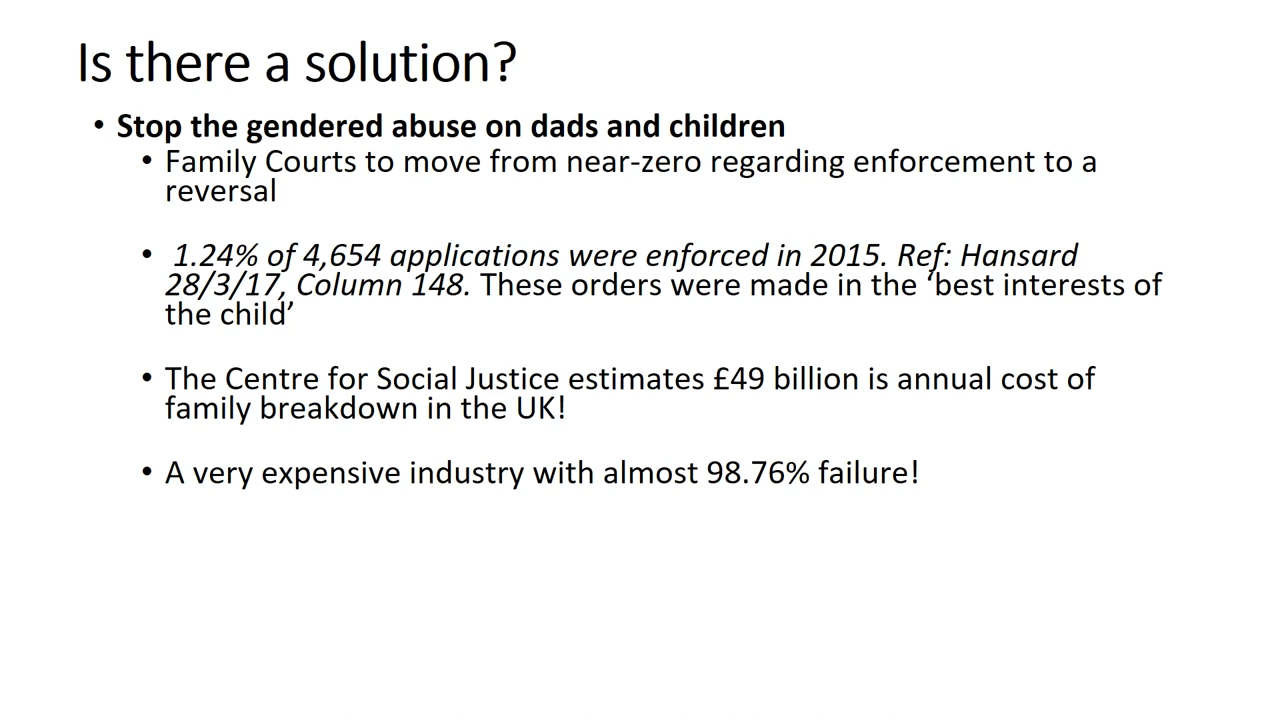 Is there a solution?
• Stop the gendered abuse on dads and children
• Family Courts to move from near-zero regarding enforcement to a
reversal
• 1.24% of 4,654 applications were enforced in 2015. Ref: Hansard
28/3/17, Column 148. These orders were made in the ‘best interests of
the child’
• The Centre for Social Justice estimates £49 billion is annual cost of
family breakdown in the UK!
• A very expensive industry with almost 98.76% failure!